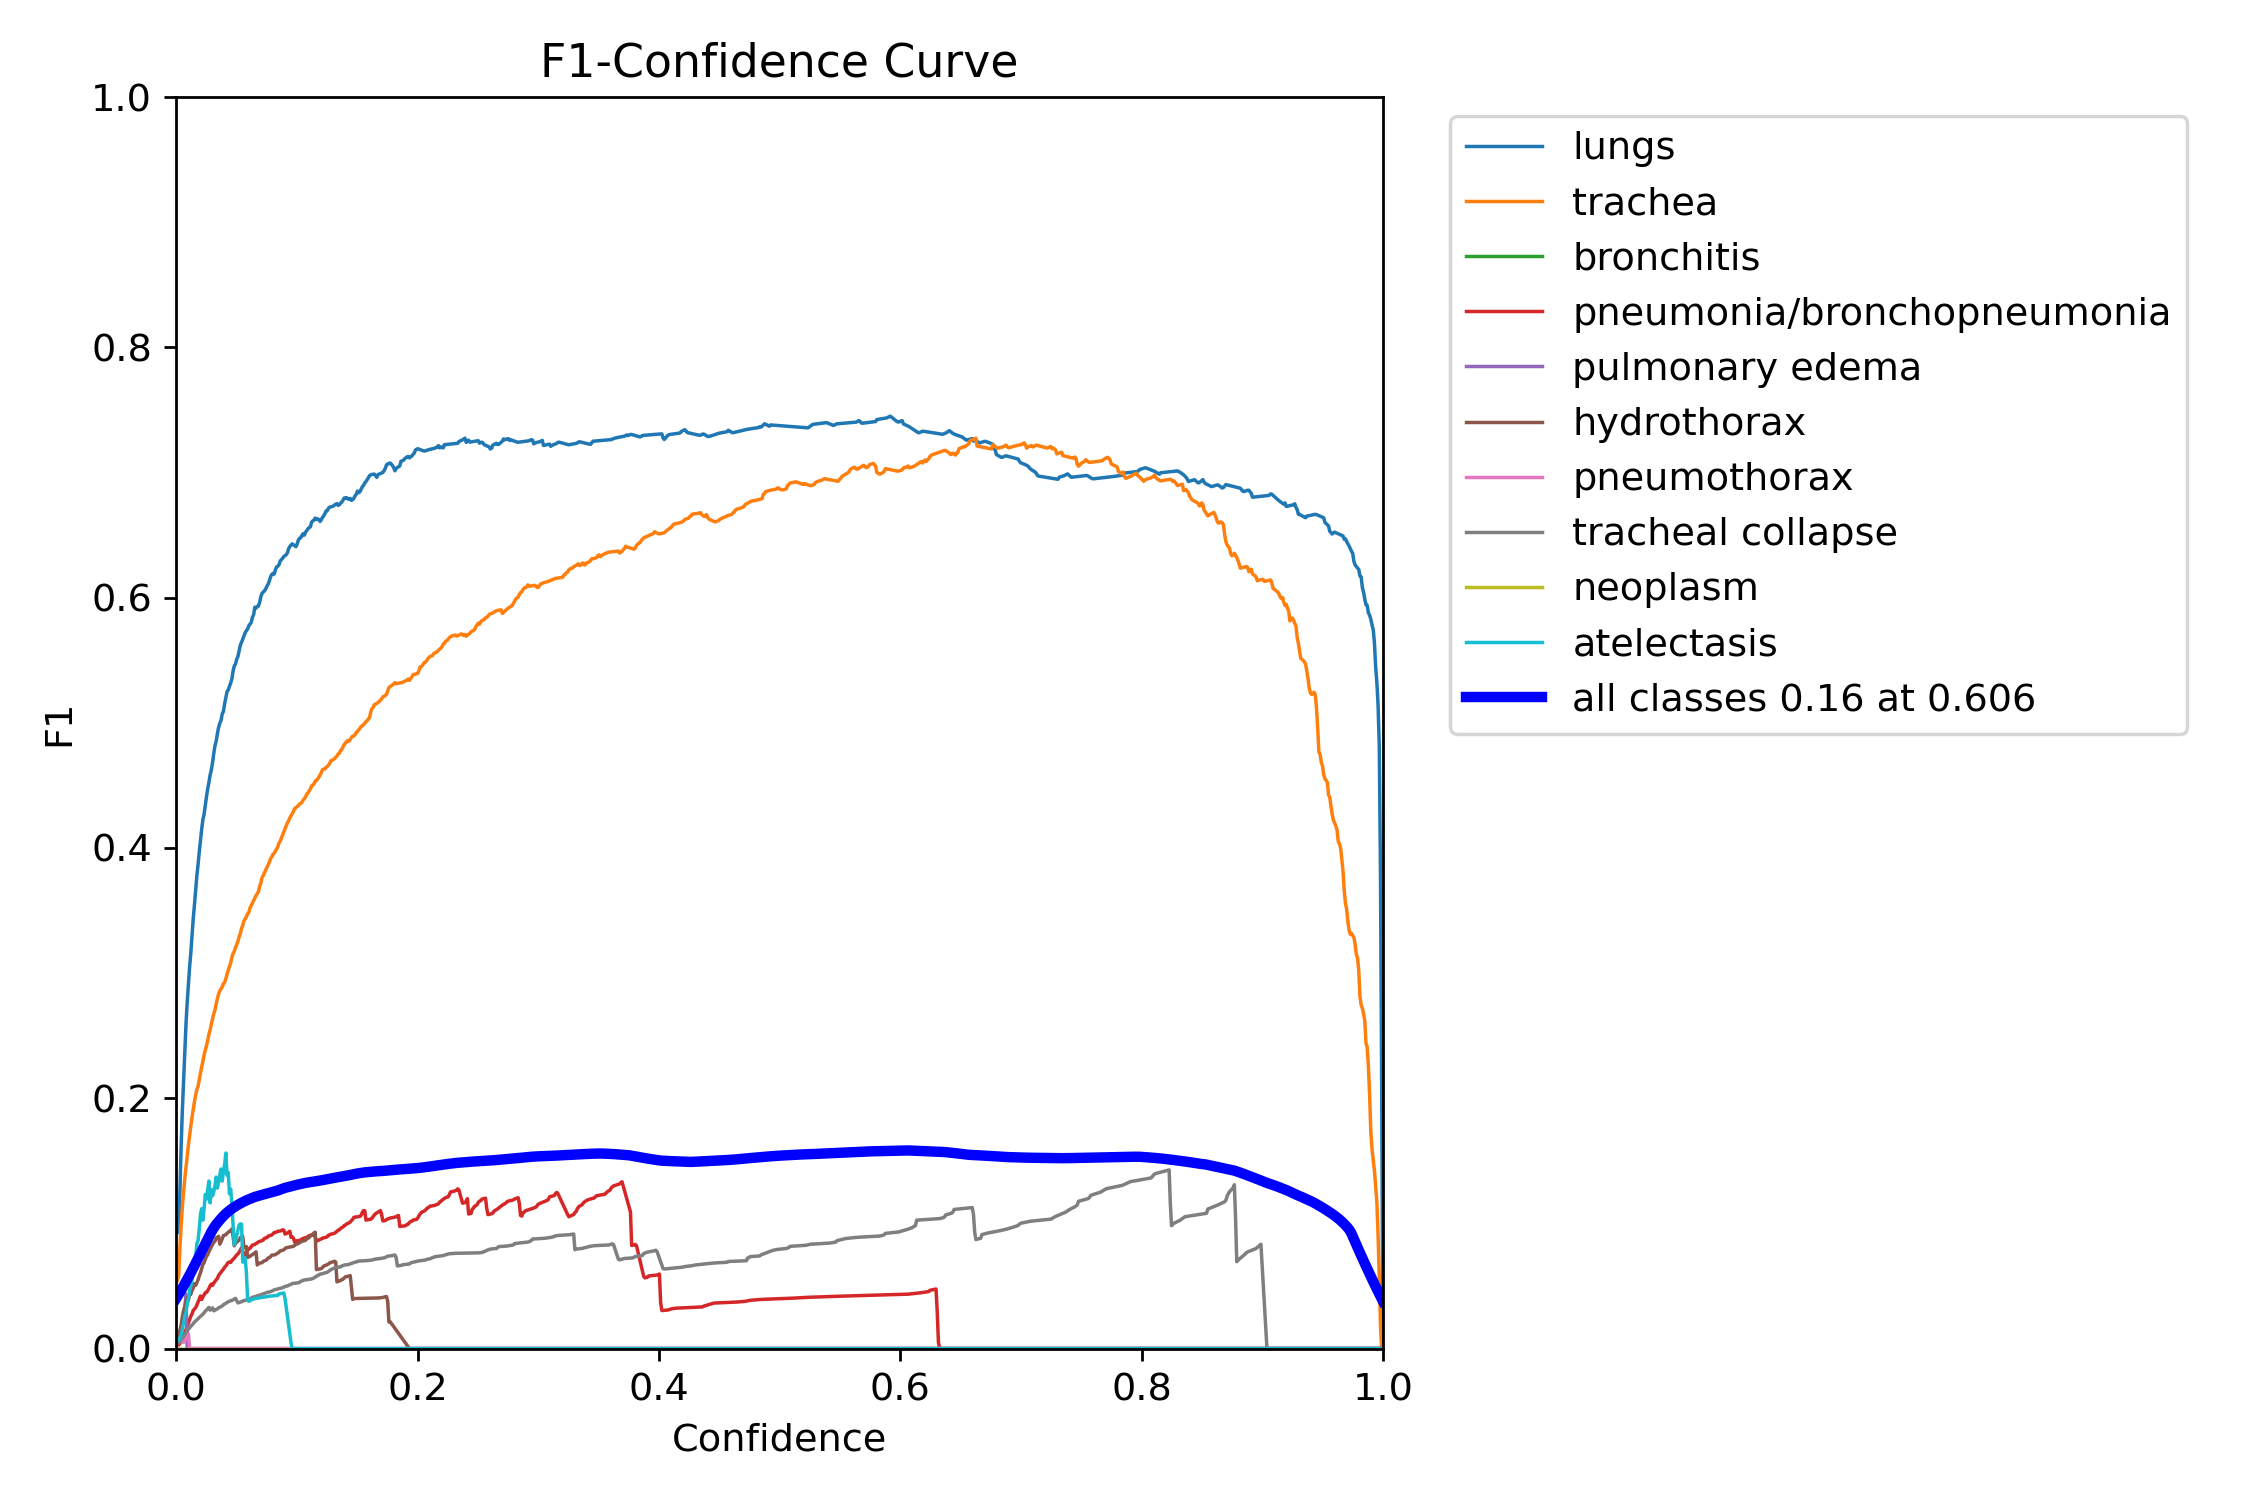 F1-Confidence Curve
1.0
0.8
0.6
0.4
0.2
0.0
F1
0.0 0.2 0.4 0.6 0.8 1.0
Confidence
lungs
trachea
bronchitis
pneumonia/bronchopneumonia
pulmonary edema
hydrothorax
pneumothorax
tracheal collapse
neoplasm
atelectasis
all classes 0.16 at 0.606